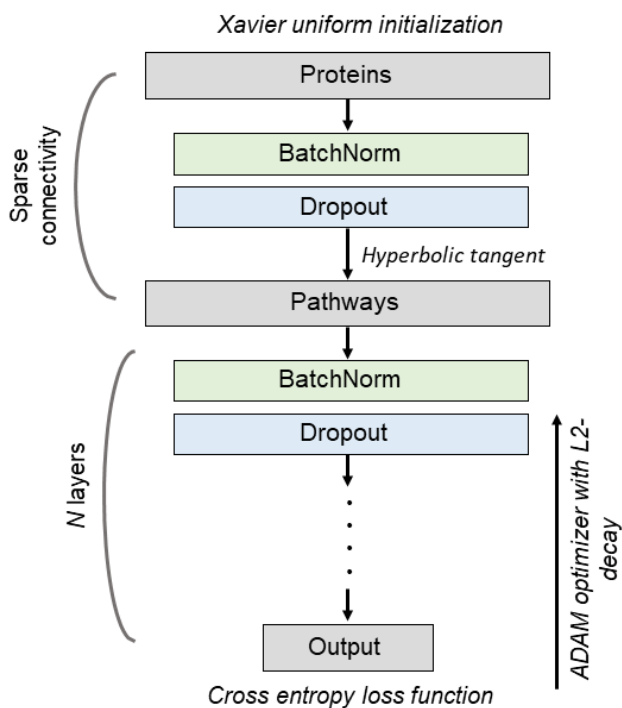 Xavier uniform initialization
Proteins
Sparse
connectivity
BatchNorm
Dropout
Hyperbolic tangent
Pathways
N layers
BatchNorm
Dropout
ADAM optimizer with L2-
decay
Output
Cross entropy loss function